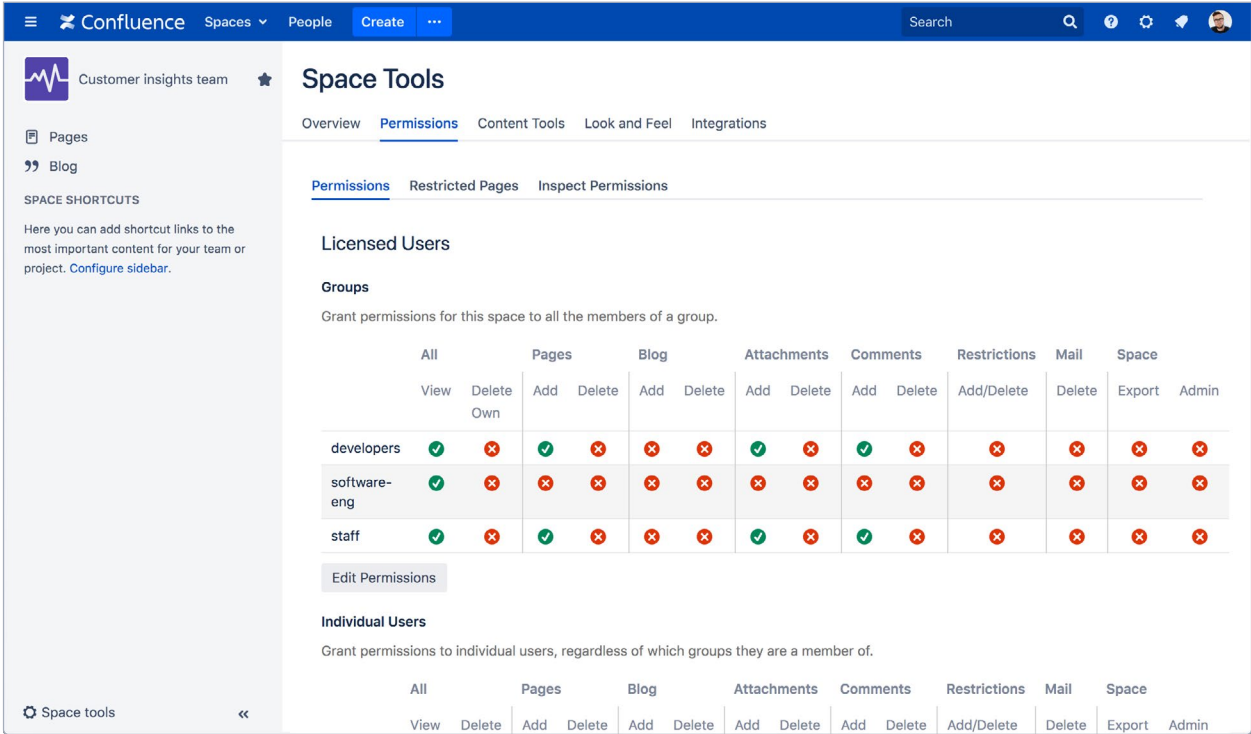 Confluence Spaces People Create ... Search
Customer insights team
Pages
Blog
SPACE SHORTCUTS
Here you can add shortcut links to the
most important content for your team or
project. Configure sidebar.
Space tools
Space Tools
Overview Permissions Content Tools Look and Feel Integrations
Permissions Restricted Pages Inspect Permissions
Licensed Users
Groups
Grant permissions for this space to all the members of a group.
All Pages Blog Attachments Comments Restrictions Mail Space
View Delete Own Add Delete Add Delete Add Delete Add Delete Add/Delete Delete Export Admin
developers
software-
eng
staff
Edit Permissions
Individual Users
Grant permissions to individual users, regardless of which groups they are a member of.
All Pages Blog Attachments Comments Restrictions Mail Space
View Delete Add Delete Add Delete Add Delete Add Delete Add/Delete Delete Export Admin